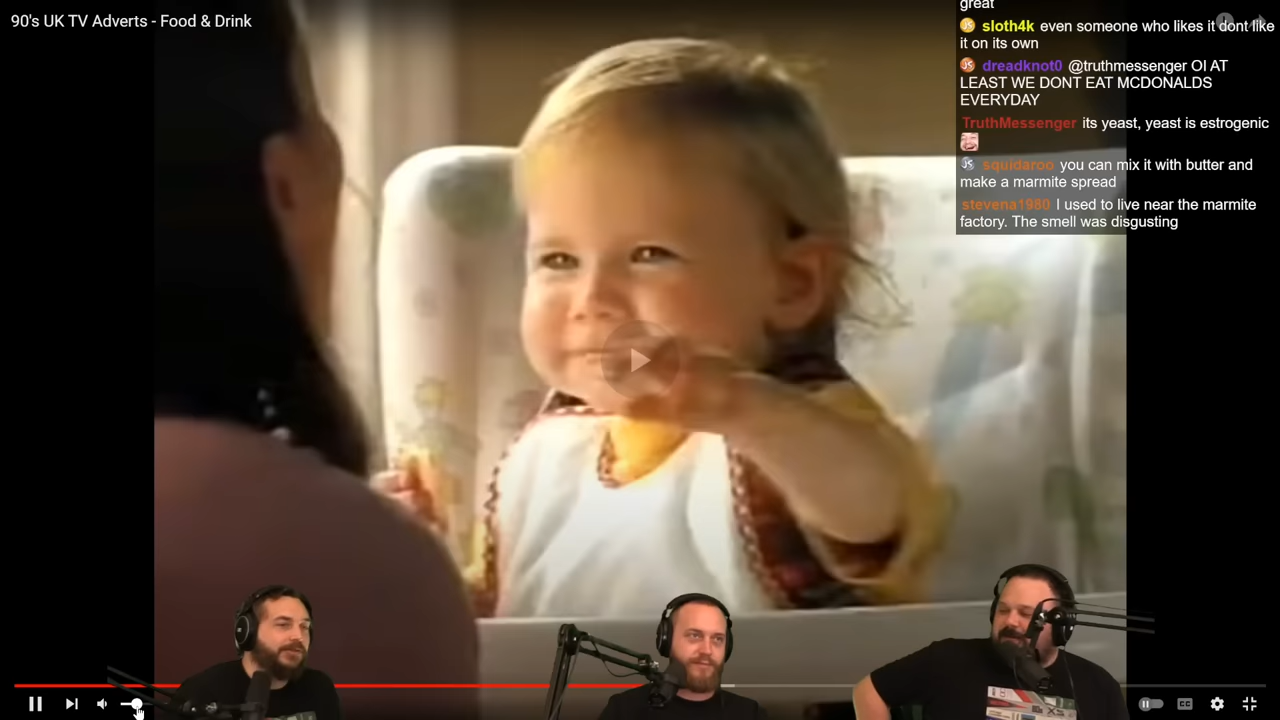 90's UK TV Adverts - Food & Drink
great
sloth4k even someone who likes it dont like
it on its own
dreadknot0 @truthmessenger OI AT
LEAST WE DONT EAT MCDONALDS
EVERYDAY
TruthMessenger its yeast, yeast is estrogenic
squidaroo you can mix it with butter and
make a marmite spread
stevena1980 I used to live near the marmite
factory. The smell was disgusting